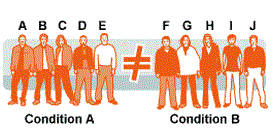 A B C D E ≠ F G H I J
Condition A Condition B